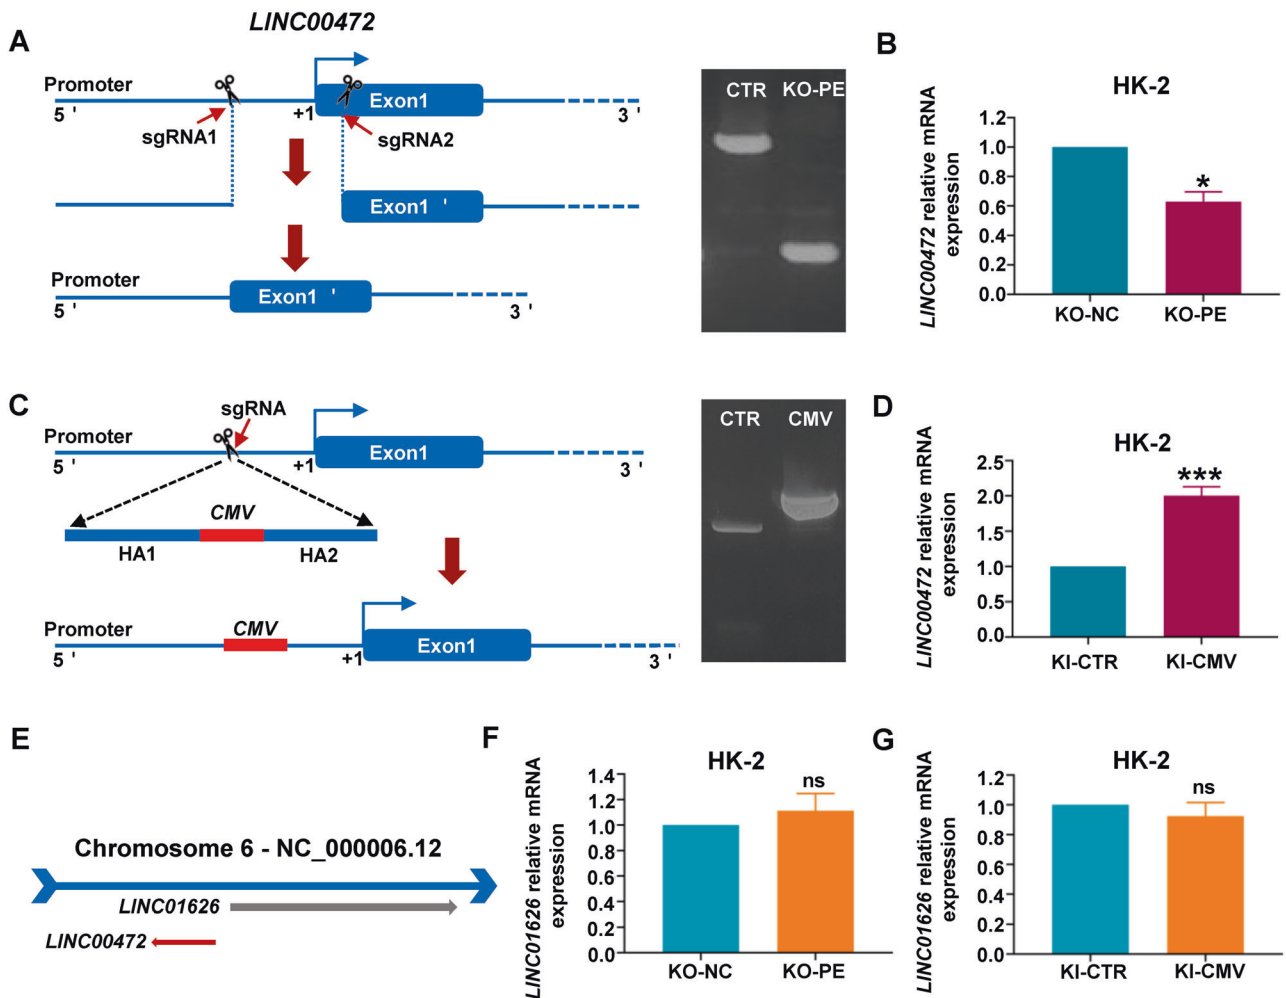 LINC00472
A
Promoter
5 '
+1
Exon1
3 '
sgRNA1
sgRNA2
Exon1 '
Promoter
5 '
Exon1 '
3 '
CTR KO-PE
B
HK-2
LINC00472 relative mRNA
expression
1.2
1.0
0.8
0.6
0.4
0.2
0.0
*
KO-NC KO-PE
C
sgRNA
Promoter
5 '
+1
Exon1
3 '
CMV
HA1 HA2
Promoter
5 '
CMV
+1
Exon1
3 '
CTR CMV
D
HK-2
LINC00472 relative mRNA
expression
2.5
2.0
1.0
0.5
0.0
***
KI-CTR KI-CMV
E
Chromosome 6 - NC_000006.12
LINC01626
LINC00472
F
HK-2
LINC01626 relative mRNA
expression
1.4
1.2
1.0
0.8
0.6
0.4
0.2
0.0
ns
KO-NC KO-PE
G
HK-2
LINC01626 relative mRNA
expression
1.2
1.0
0.8
0.6
0.4
0.2
0.0
ns
KI-CTR KI-CMV